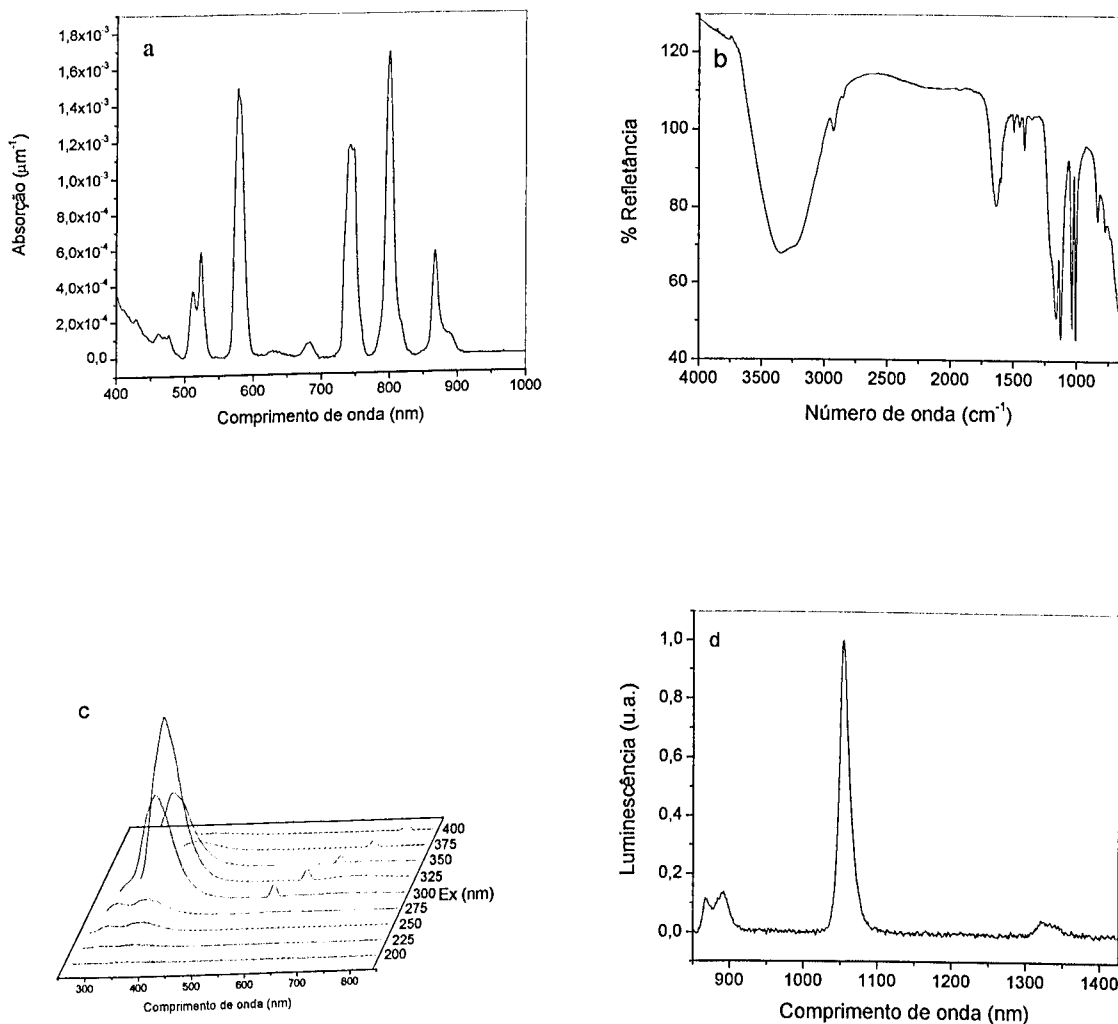 a
1,8x10⁻³
1,6x10⁻³
1,4x10⁻³
1,2x10⁻³
1,0x10⁻³
8,0x10⁻⁴
6,0x10⁻⁴
4,0x10⁻⁴
2,0x10⁻⁴
0,0
Absorção (μm⁻¹)
400 500 600 700 800 900 1000
Comprimento de onda (nm)
b
120
100
80
60
40
% Refletância
4000 3500 3000 2500 2000 1500 1000
Número de onda (cm⁻¹)
c
400
375
350
325
300
275
250
225
200
Ex (nm)
300 400 500 600 700 800
Comprimento de onda (nm)
d
1,0
0,8
0,6
0,4
0,2
0,0
Luminescência (u.a.)
900 1000 1100 1200 1300 1400
Comprimento de onda (nm)